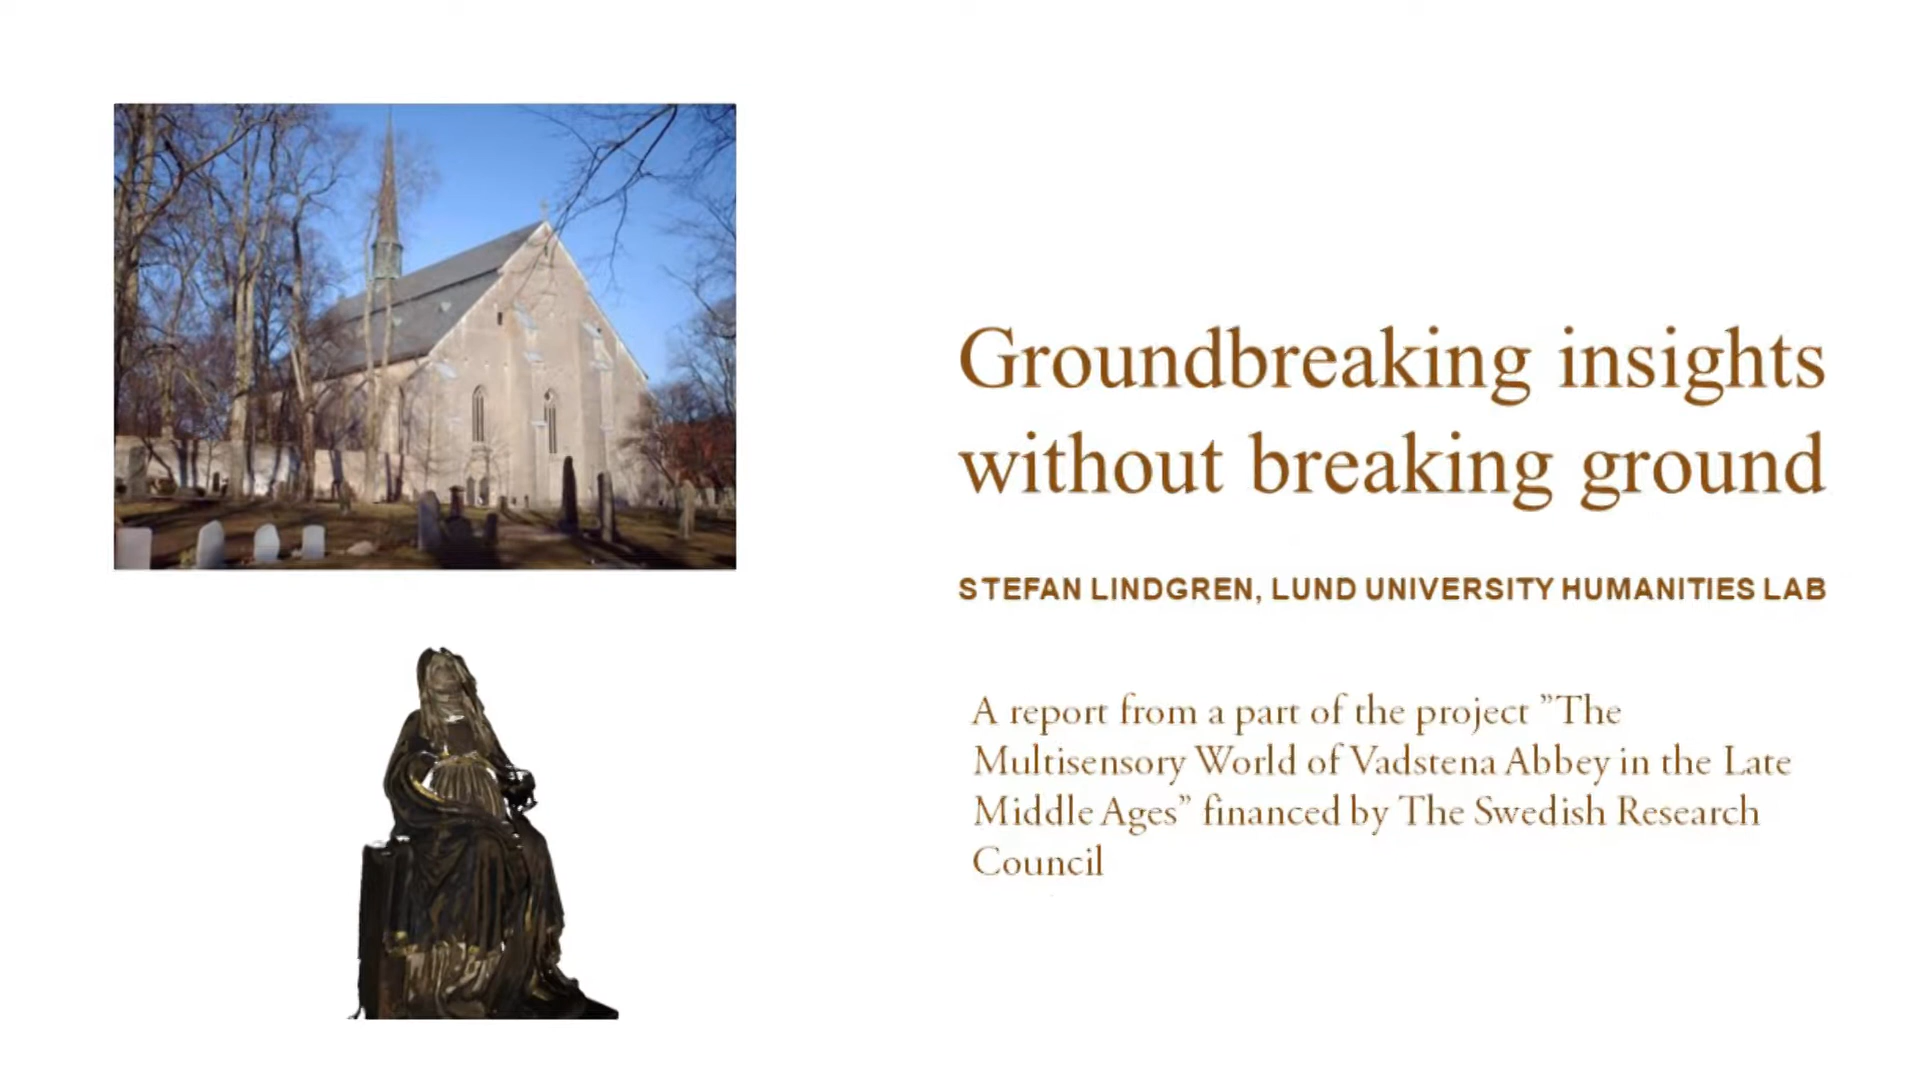 Groundbreaking insights
without breaking ground
STEFAN LINDGREN, LUND UNIVERSITY HUMANITIES LAB
A report from a part of the project ”The
Multisensory World of Vadstena Abbey in the Late
Middle Ages” financed by The Swedish Research
Council